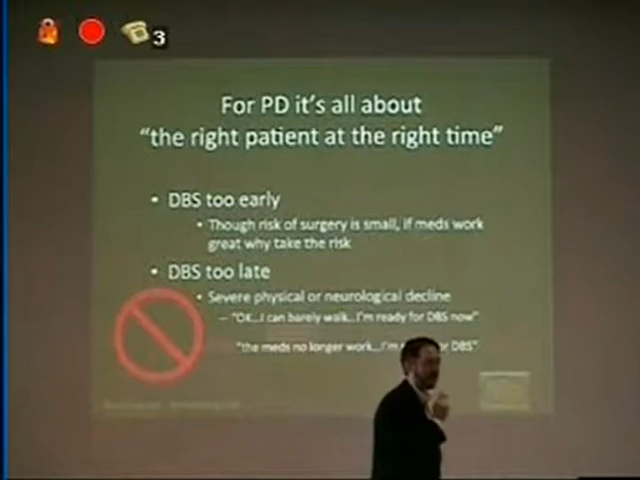 3
For PD it's all about
"the right patient at the right time"
• DBS too early
• Though risk of surgery is small, if meds work
great why take the risk
• DBS too late
• Severe physical or neurological decline
– "OK...I can barely walk...I'm ready for DBS now"
"the meds no longer work...I'm DBS"